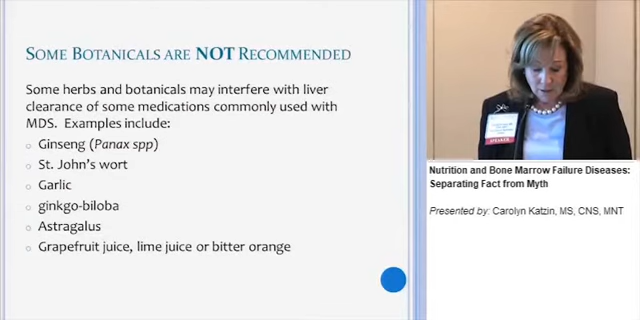 SOME BOTANICALS ARE NOT RECOMMENDED
Some herbs and botanicals may interfere with liver
clearance of some medications commonly used with
MDS. Examples include:
Ginseng (Panax spp)
St. John's wort
Garlic
ginkgo-biloba
Astragalus
Grapefruit juice, lime juice or bitter orange
SPEAKER
Nutrition and Bone Marrow Failure Diseases:
Separating Fact from Myth
Presented by: Carolyn Katzin, MS, CNS, MNT